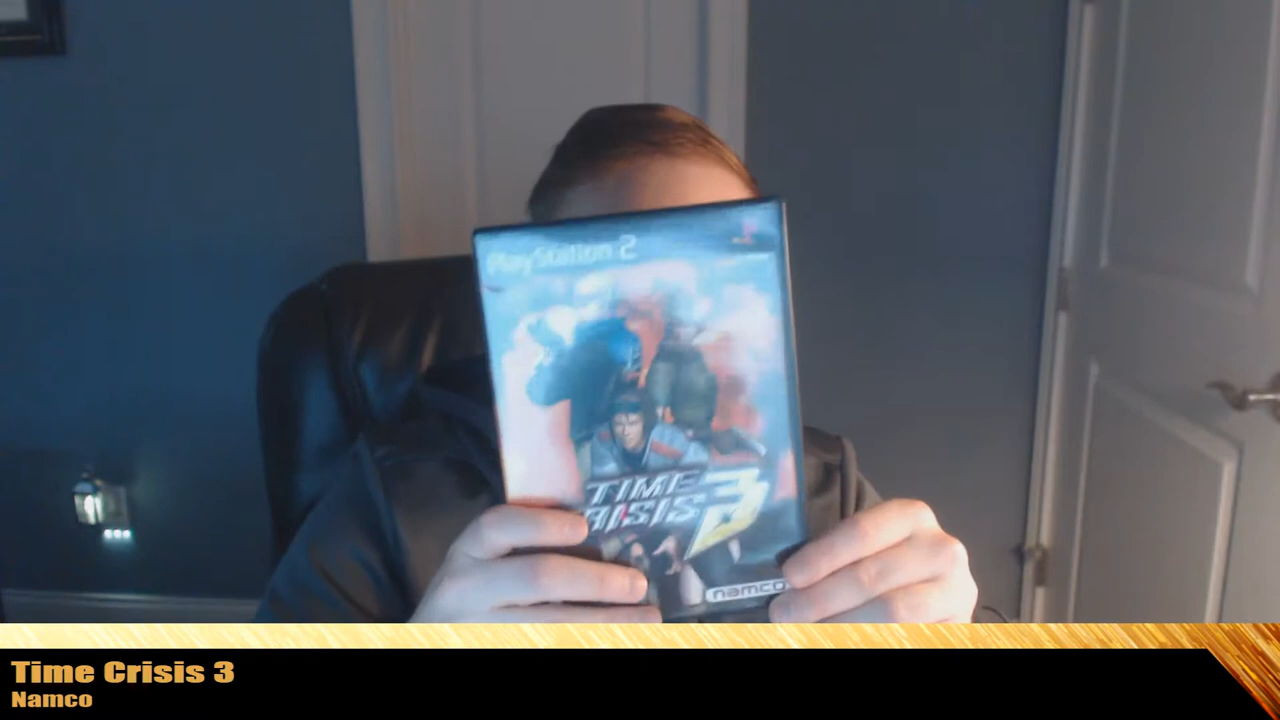 PlayStation 2
TIME
CRISIS 3
namco
Time Crisis 3
Namco